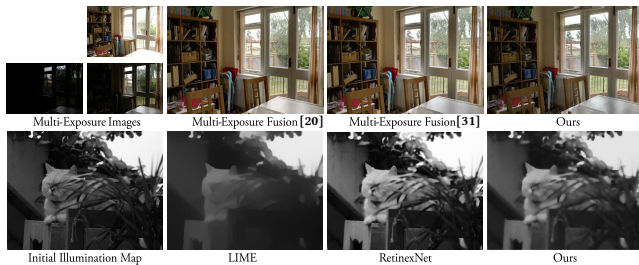 Multi-Exposure Images
Multi-Exposure Fusion[20]
Multi-Exposure Fusion[31]
Ours
Initial Illumination Map
LIME
RetinexNet
Ours